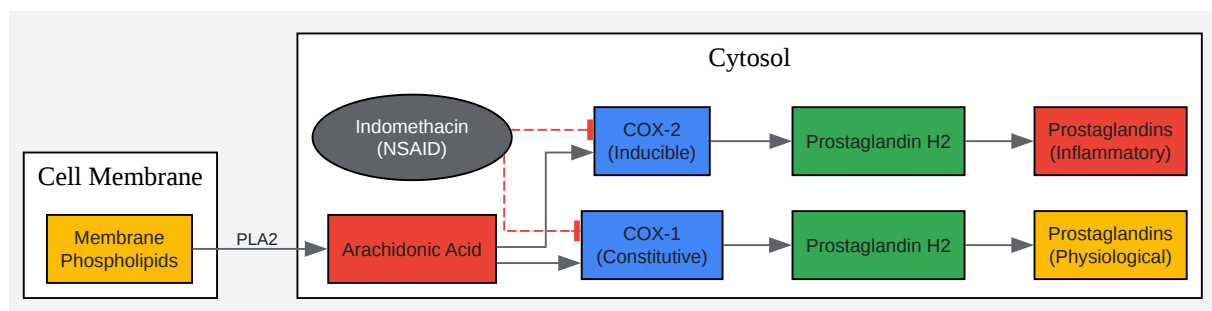 Cytosol
Indomethacin
(NSAID)
COX-2
(Inducible)
Prostaglandin H2
Prostaglandins
(Inflammatory)
Cell Membrane
Membrane
Phospholipids
PLA2
Arachidonic Acid
COX-1
(Constitutive)
Prostaglandin H2
Prostaglandins
(Physiological)